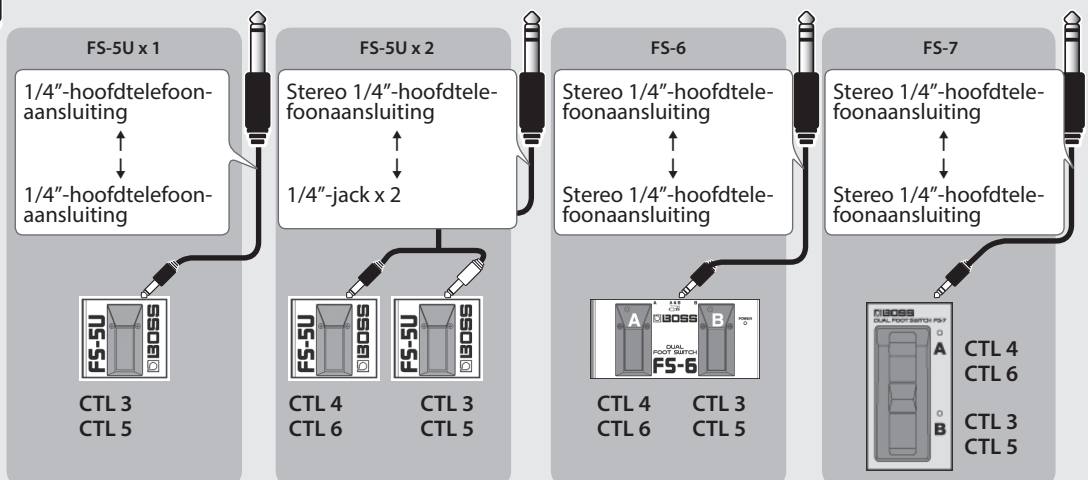 FS-5U x 1
1/4”-hoofdtelefoon-
aansluiting
1/4”-hoofdtelefoon-
aansluiting
FS-5U
BOSS
CTL 3
CTL 5
FS-5U x 2
Stereo 1/4”-hoofdtele-
foonaansluiting
1/4”-jack x 2
FS-5U
BOSS
FS-5U
BOSS
CTL 4
CTL 6
CTL 3
CTL 5
FS-6
Stereo 1/4”-hoofdtele-
foonaansluiting
Stereo 1/4”-hoofdtele-
foonaansluiting
A A&B B
A
BOSS
B
POWER
DUAL
FOOT SWITCH
FS-6
CTL 4
CTL 6
CTL 3
CTL 5
FS-7
Stereo 1/4”-hoofdtele-
foonaansluiting
Stereo 1/4”-hoofdtele-
foonaansluiting
BOSS
DUAL FOOT SWITCH FS-7
A
B
CTL 4
CTL 6
CTL 3
CTL 5